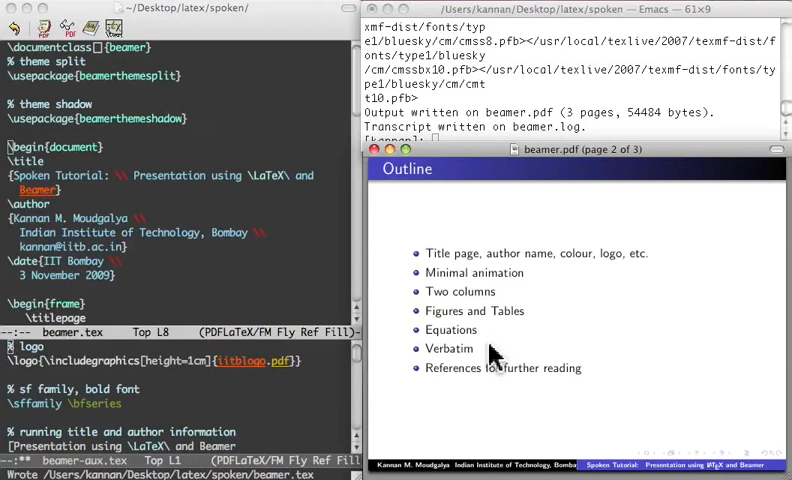 ~/Desktop/latex/spoken/
\documentclass[]{beamer}
% theme split
\usepackage{beamerthemesplit}
% theme shadow
\usepackage{beamerthemeshadow}
\begin{document}
\title
{Spoken Tutorial: \\ Presentation using \LaTeX\ and
Beamer}
\author
{Kannan M. Moudgalya \\
Indian Institute of Technology, Bombay \\
kannan@iitb.ac.in}
\date{IIT Bombay \\
3 November 2009}
\begin{frame}
\titlepage
--:-- beamer.tex Top L8 (PDFLaTeX/FM Fly Ref Fill)
% logo
\logo{\includegraphics[height=1cm]{iitblogo.pdf}}
% sf family, bold font
\sffamily \bfseries
% running title and author information
[Presentation using \LaTeX\ and Beamer
--:** beamer-aux.tex Top L1 (PDFLaTeX/FM Fly Ref Fill
Wrote /Users/kannan/Desktop/latex/spoken/beamer.tex
~/Desktop/latex/spoken — Emacs — 61×9
xmf-dist/fonts/typ
e1/bluesky/cm/cmss8.pfb></usr/local/texlive/2007/texmf-dist/f
onts/type1/bluesky
/cm/cmssbx10.pfb></usr/local/texlive/2007/texmf-dist/fonts/ty
pe1/bluesky/cm/cmt
t10.pfb>
Output written on beamer.pdf (3 pages, 54484 bytes).
Transcript written on beamer.log.
[kannan]:
beamer.pdf (page 2 of 3)
Outline
Title page, author name, colour, logo, etc.
Minimal animation
Two columns
Figures and Tables
Equations
Verbatim
References for further reading
Kannan M. Moudgalya Indian Institute of Technology, Bomba
Spoken Tutorial: Presentation using LaTeX and Beamer